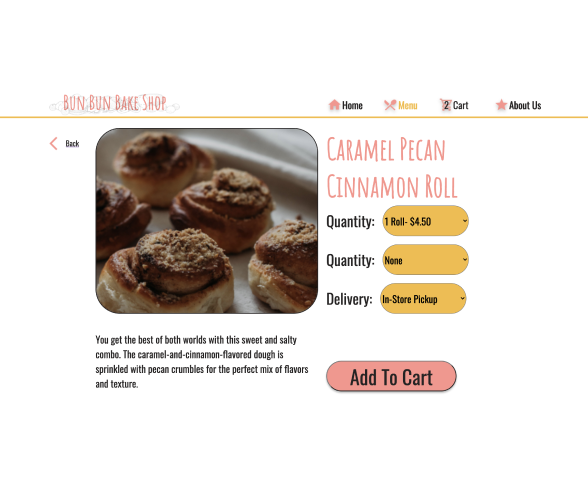 Bun Bun Bake Shop
Home
Menu
2 Cart
About Us
Back
Caramel Pecan
Cinnamon Roll
Quantity: 1 Roll- $4.50
Quantity: None
Delivery: In-Store Pickup
You get the best of both worlds with this sweet and salty
combo. The caramel-and-cinnamon-flavored dough is
sprinkled with pecan crumbles for the perfect mix of flavors
and texture.
Add To Cart